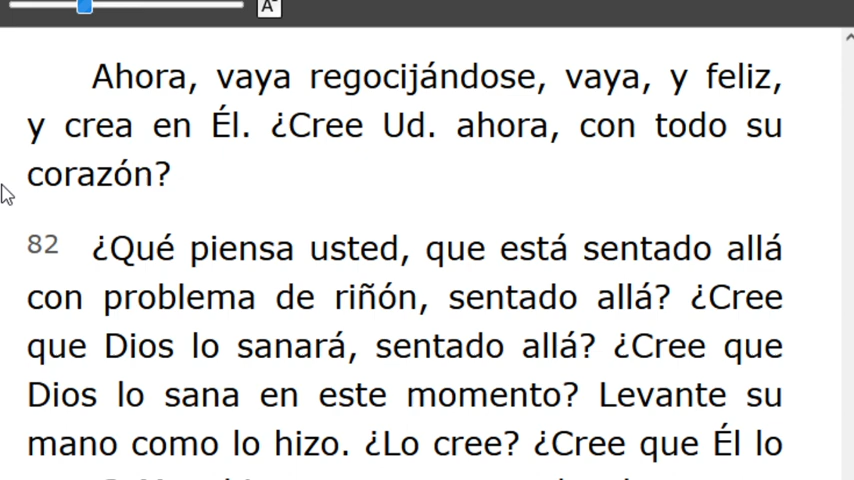 A
Ahora, vaya regocijándose, vaya, y feliz,
y crea en Él. ¿Cree Ud. ahora, con todo su
corazón?
82 ¿Qué piensa usted, que está sentado allá
con problema de riñón, sentado allá? ¿Cree
que Dios lo sanará, sentado allá? ¿Cree que
Dios lo sana en este momento? Levante su
mano como lo hizo. ¿Lo cree? ¿Cree que Él lo